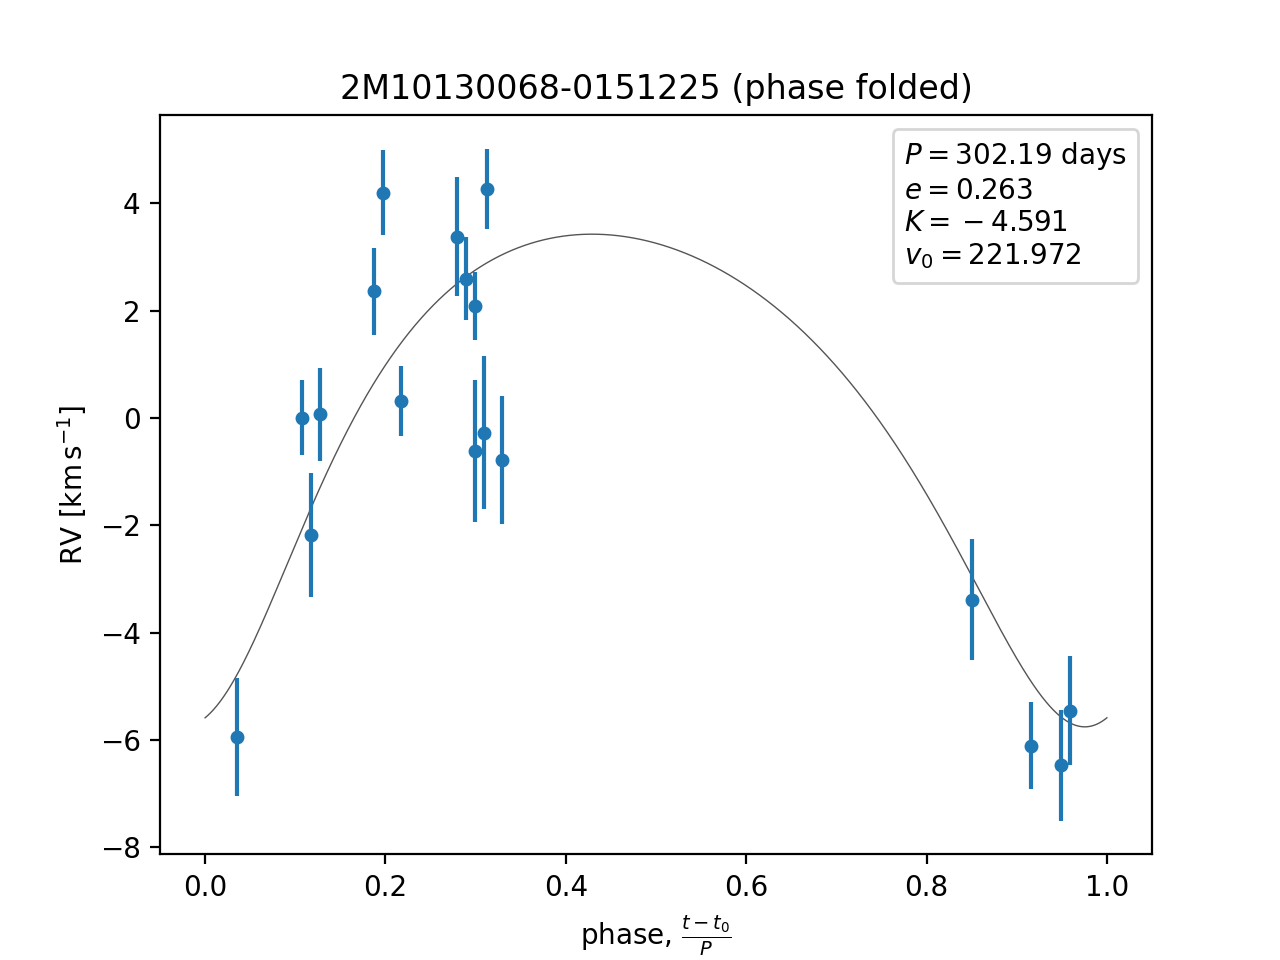 2M10130068-0151225 (phase folded)
P = 302.19 days
e = 0.263
K = −4.591
v₀ = 221.972
RV [km s⁻¹]
4
2
0
−2
−4
−6
−8
0.0 0.2 0.4 0.6 0.8 1.0
phase, (t − t₀)/P